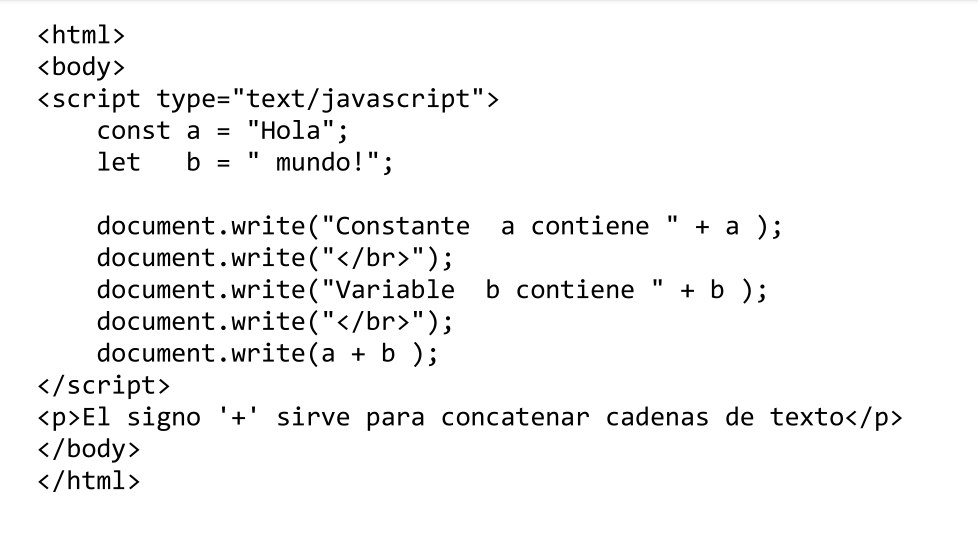 <html>
<body>
<script type="text/javascript">
    const a = "Hola";
    let   b = " mundo!";

    document.write("Constante  a contiene " + a );
    document.write("</br>");
    document.write("Variable  b contiene " + b );
    document.write("</br>");
    document.write(a + b );
</script>
<p>El signo '+' sirve para concatenar cadenas de texto</p>
</body>
</html>